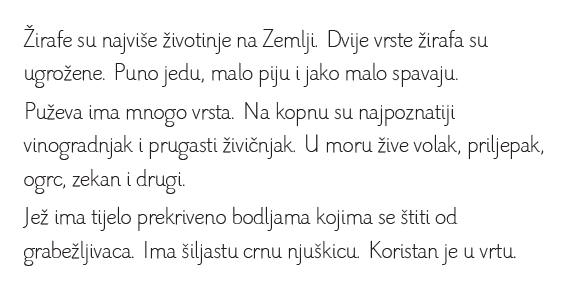 Žirafe su najviše životinje na Zemlji. Dvije vrste žirafa su
ugrožene. Puno jedu, malo piju i jako malo spavaju.
Puževa ima mnogo vrsta. Na kopnu su najpoznatiji
vinogradnjak i prugasti živičnjak. U moru žive volak, priljepak,
ogrc, zekan i drugi.
Jež ima tijelo prekriveno bodljama kojima se štiti od
grabežljivaca. Ima šiljastu crnu njuškicu. Koristan je u vrtu.